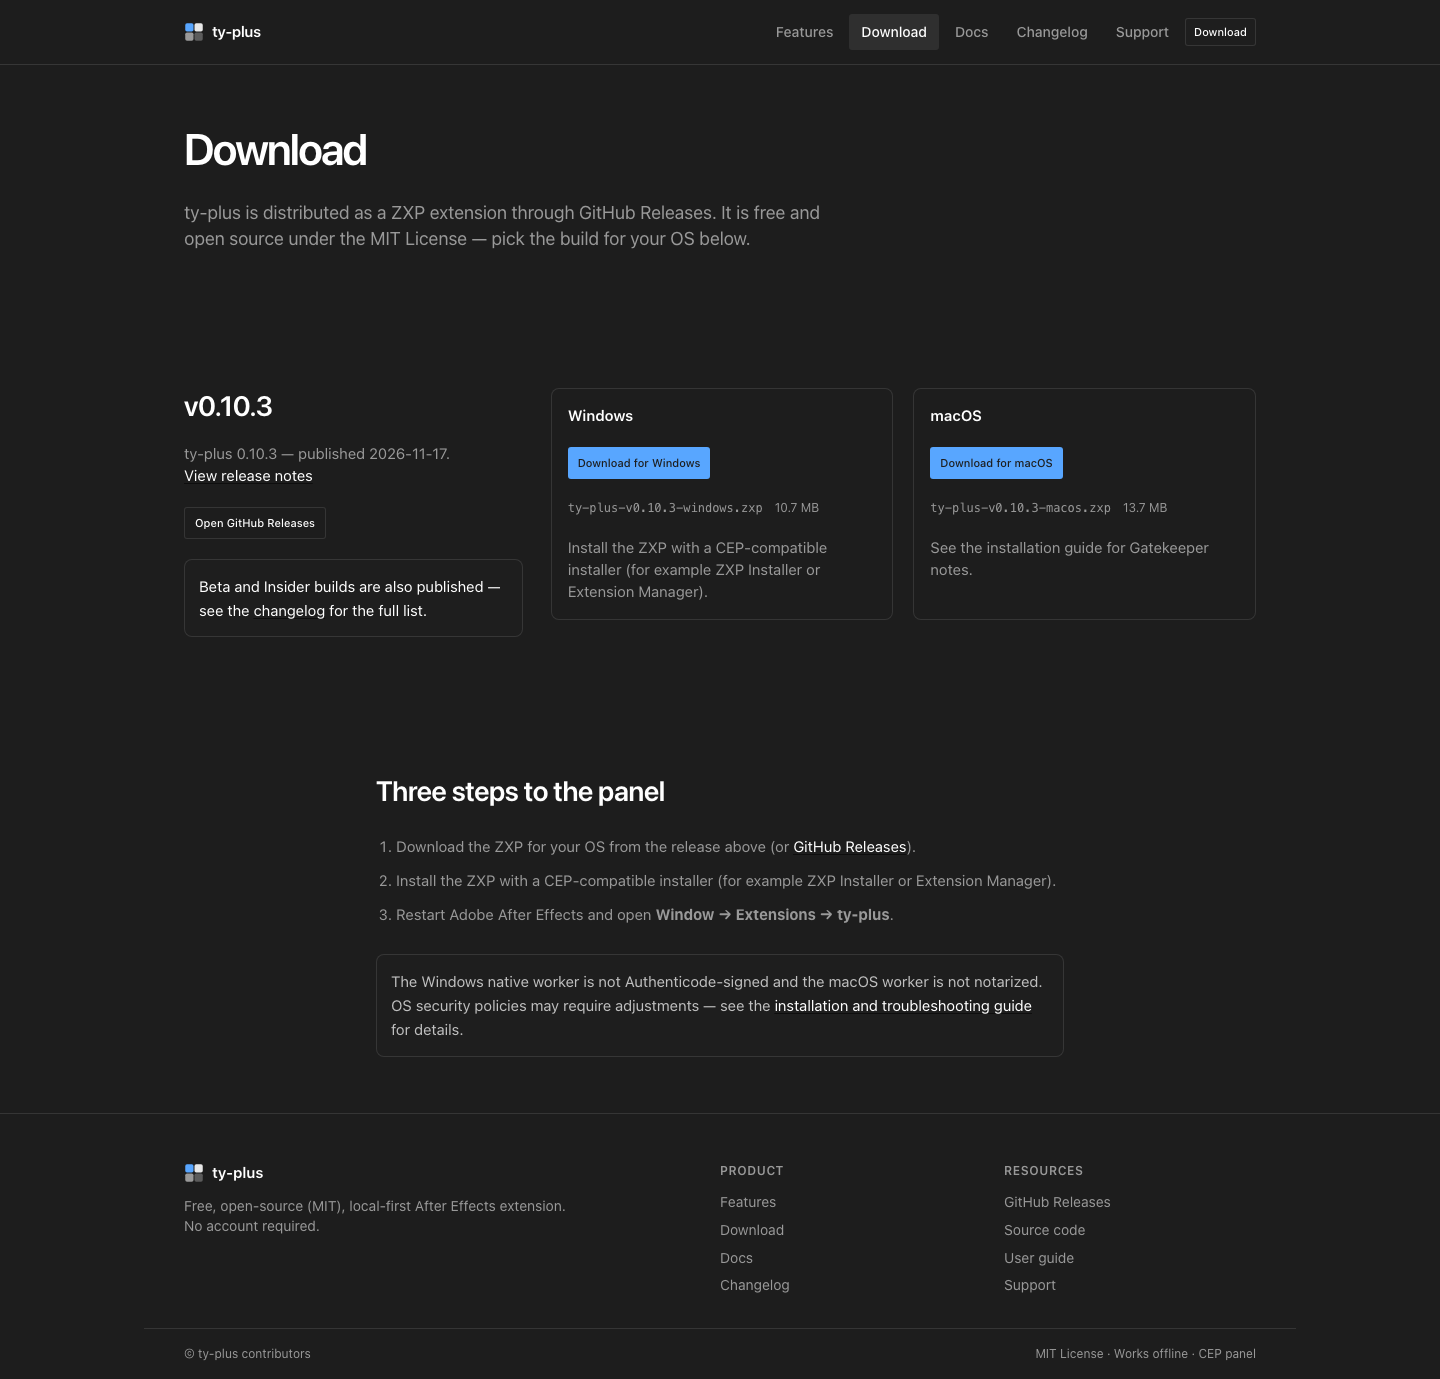 ty-plus
Features
Download
Docs
Changelog
Support
Download
Download
ty-plus is distributed as a ZXP extension through GitHub Releases. It is free and
open source under the MIT License — pick the build for your OS below.
v0.10.3
ty-plus 0.10.3 — published 2026-11-17.
View release notes
Open GitHub Releases
Beta and Insider builds are also published —
see the changelog for the full list.
Windows
Download for Windows
ty-plus-v0.10.3-windows.zxp 10.7 MB
Install the ZXP with a CEP-compatible
installer (for example ZXP Installer or
Extension Manager).
macOS
Download for macOS
ty-plus-v0.10.3-macos.zxp 13.7 MB
See the installation guide for Gatekeeper
notes.
Three steps to the panel
1. Download the ZXP for your OS from the release above (or GitHub Releases).
2. Install the ZXP with a CEP-compatible installer (for example ZXP Installer or Extension Manager).
3. Restart Adobe After Effects and open Window → Extensions → ty-plus.
The Windows native worker is not Authenticode-signed and the macOS worker is not notarized.
OS security policies may require adjustments — see the installation and troubleshooting guide
for details.
ty-plus
Free, open-source (MIT), local-first After Effects extension.
No account required.
PRODUCT
Features
Download
Docs
Changelog
RESOURCES
GitHub Releases
Source code
User guide
Support
© ty-plus contributors
MIT License · Works offline · CEP panel